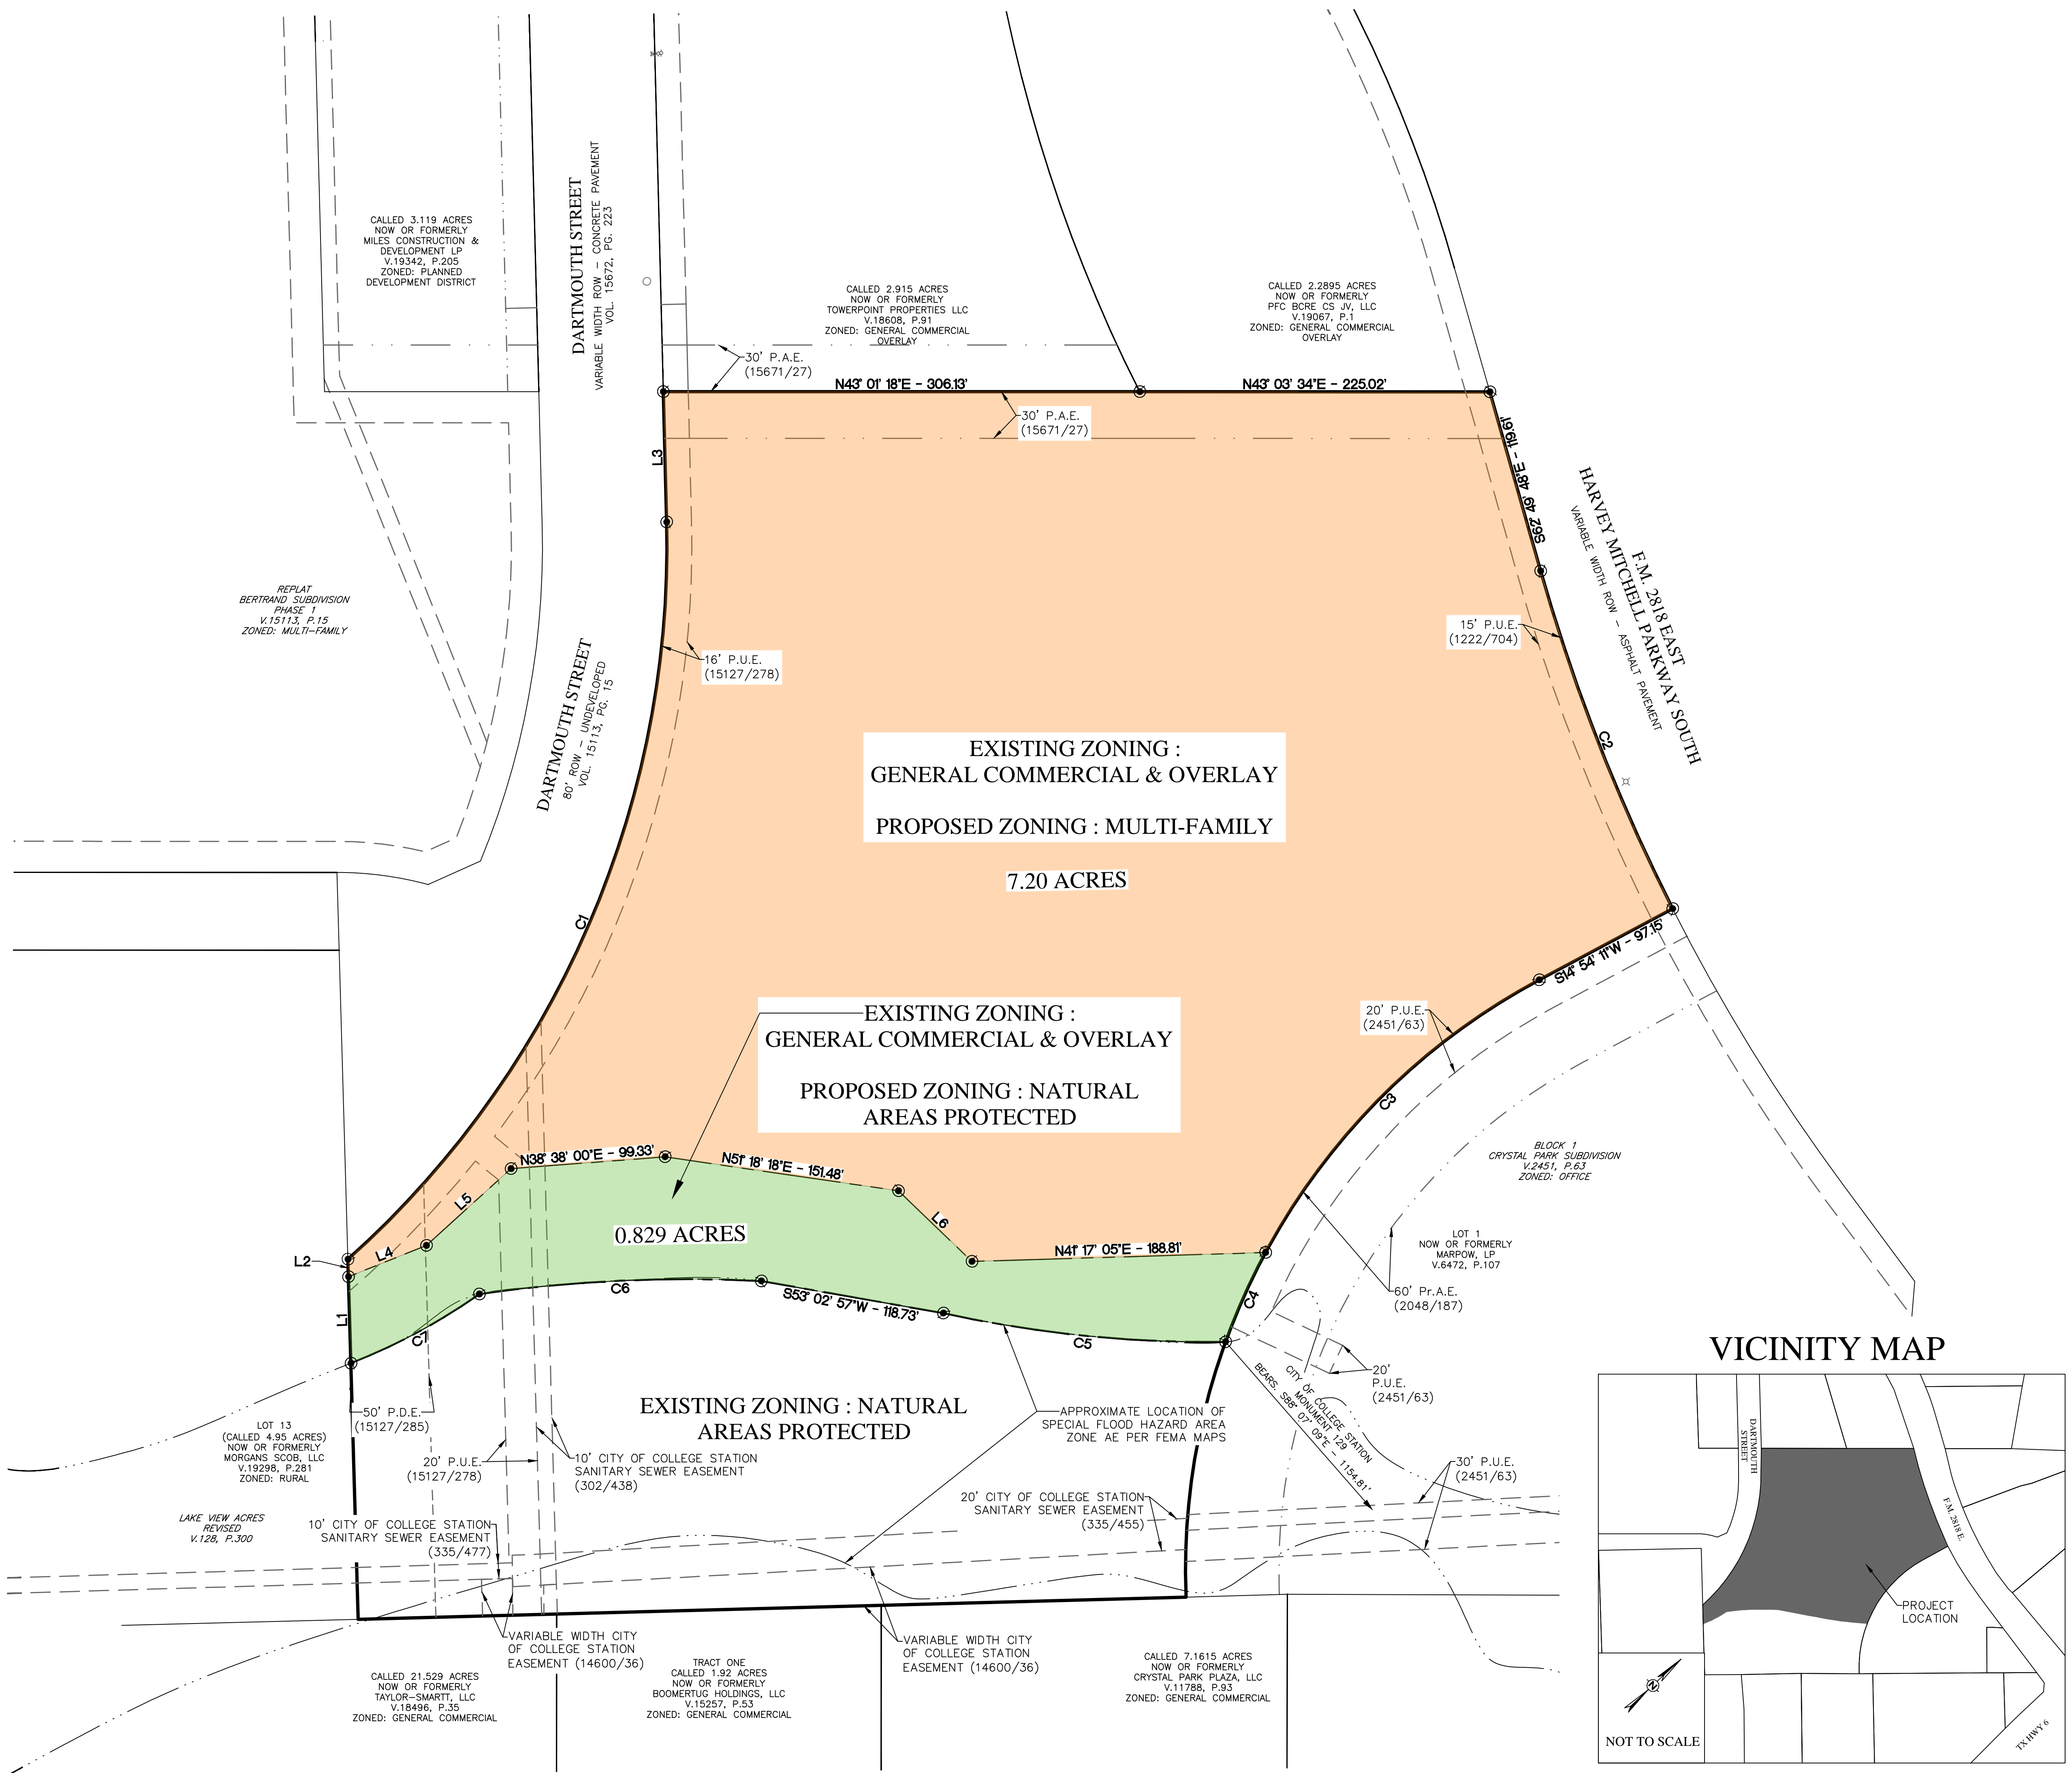 CALLED 3.119 ACRES
NOW OR FORMERLY
MILES CONSTRUCTION &
DEVELOPMENT LP
V.19342, P.205
ZONED: PLANNED
DEVELOPMENT DISTRICT
DARTMOUTH STREET
VARIABLE WIDTH ROW - CONCRETE PAVEMENT
VOL. 15672, PG. 223
CALLED 2.915 ACRES
NOW OR FORMERLY
TOWERPOINT PROPERTIES LLC
V.18608, P.91
ZONED: GENERAL COMMERCIAL
OVERLAY
CALLED 2.2895 ACRES
NOW OR FORMERLY
PFC BCRE CS JV, LLC
V.19067, P.1
ZONED: GENERAL COMMERCIAL
OVERLAY
30' P.A.E.
(15671/27)
N43° 01' 18"E - 306.13'
N43° 03' 34"E - 225.02'
30' P.A.E.
(15671/27)
L3
S62° 49' 48"E - 119.61'
HARVEY MITCHELL PARKWAY SOUTH
F.M. 2818 EAST
VARIABLE WIDTH ROW - ASPHALT PAVEMENT
REPLAT
BERTRAND SUBDIVISION
PHASE 1
V.15113, P.15
ZONED: MULTI-FAMILY
15' P.U.E.
(1222/704)
16' P.U.E.
(15127/278)
DARTMOUTH STREET
80' ROW - UNDEVELOPED
VOL. 15113, PG. 15
C2
EXISTING ZONING :
GENERAL COMMERCIAL & OVERLAY
PROPOSED ZONING : MULTI-FAMILY
7.20 ACRES
C1
S14° 54' 11"W - 97.15'
EXISTING ZONING :
GENERAL COMMERCIAL & OVERLAY
PROPOSED ZONING : NATURAL
AREAS PROTECTED
20' P.U.E.
(2451/63)
C3
BLOCK 1
CRYSTAL PARK SUBDIVISION
V.2451, P.63
ZONED: OFFICE
N38° 38' 00"E - 99.33'
N51° 18' 18"E - 151.48'
L5
L6
0.829 ACRES
L4
L2
N41° 17' 05"E - 188.81'
LOT 1
NOW OR FORMERLY
MARPOW, LP
V.6472, P.107
60' Pr.A.E.
(2048/187)
C6
S53° 02' 57"W - 118.73'
C4
L1
C7
C5
20'
P.U.E.
(2451/63)
CITY OF COLLEGE STATION
MONUMENT 129
BEARS. S88° 07' 09"E - 1154.81'
50' P.D.E.
(15127/285)
EXISTING ZONING : NATURAL
AREAS PROTECTED
APPROXIMATE LOCATION OF
SPECIAL FLOOD HAZARD AREA
ZONE AE PER FEMA MAPS
LOT 13
(CALLED 4.95 ACRES)
NOW OR FORMERLY
MORGANS SCOB, LLC
V.19298, P.281
ZONED: RURAL
20' P.U.E.
(15127/278)
10' CITY OF COLLEGE STATION
SANITARY SEWER EASEMENT
(302/438)
30' P.U.E.
(2451/63)
20' CITY OF COLLEGE STATION
SANITARY SEWER EASEMENT
(335/455)
LAKE VIEW ACRES
REVISED
V.128, P.300
10' CITY OF COLLEGE STATION
SANITARY SEWER EASEMENT
(335/477)
VARIABLE WIDTH CITY
OF COLLEGE STATION
EASEMENT (14600/36)
VARIABLE WIDTH CITY
OF COLLEGE STATION
EASEMENT (14600/36)
CALLED 21.529 ACRES
NOW OR FORMERLY
TAYLOR-SMARTT, LLC
V.18496, P.35
ZONED: GENERAL COMMERCIAL
TRACT ONE
CALLED 1.92 ACRES
NOW OR FORMERLY
BOOMERTUG HOLDINGS, LLC
V.15257, P.53
ZONED: GENERAL COMMERCIAL
CALLED 7.1615 ACRES
NOW OR FORMERLY
CRYSTAL PARK PLAZA, LLC
V.11788, P.93
ZONED: GENERAL COMMERCIAL
VICINITY MAP
DARTMOUTH
STREET
F.M. 2818 E.
PROJECT
LOCATION
N
NOT TO SCALE
TX HWY 6